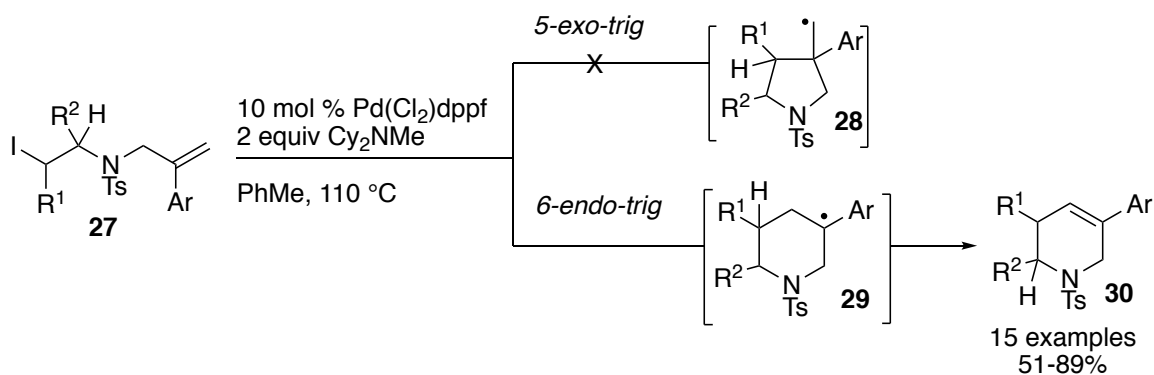 5-exo-trig
X
R¹
H
R²
N
Ts
Ar
28
10 mol % Pd(Cl₂)dppf
2 equiv Cy₂NMe
PhMe, 110 °C
I
R²
H
N
Ts
R¹
Ar
27
6-endo-trig
H
R¹
R²
N
Ts
Ar
29
R¹
R²
H
N
Ts
Ar
30
15 examples
51-89%